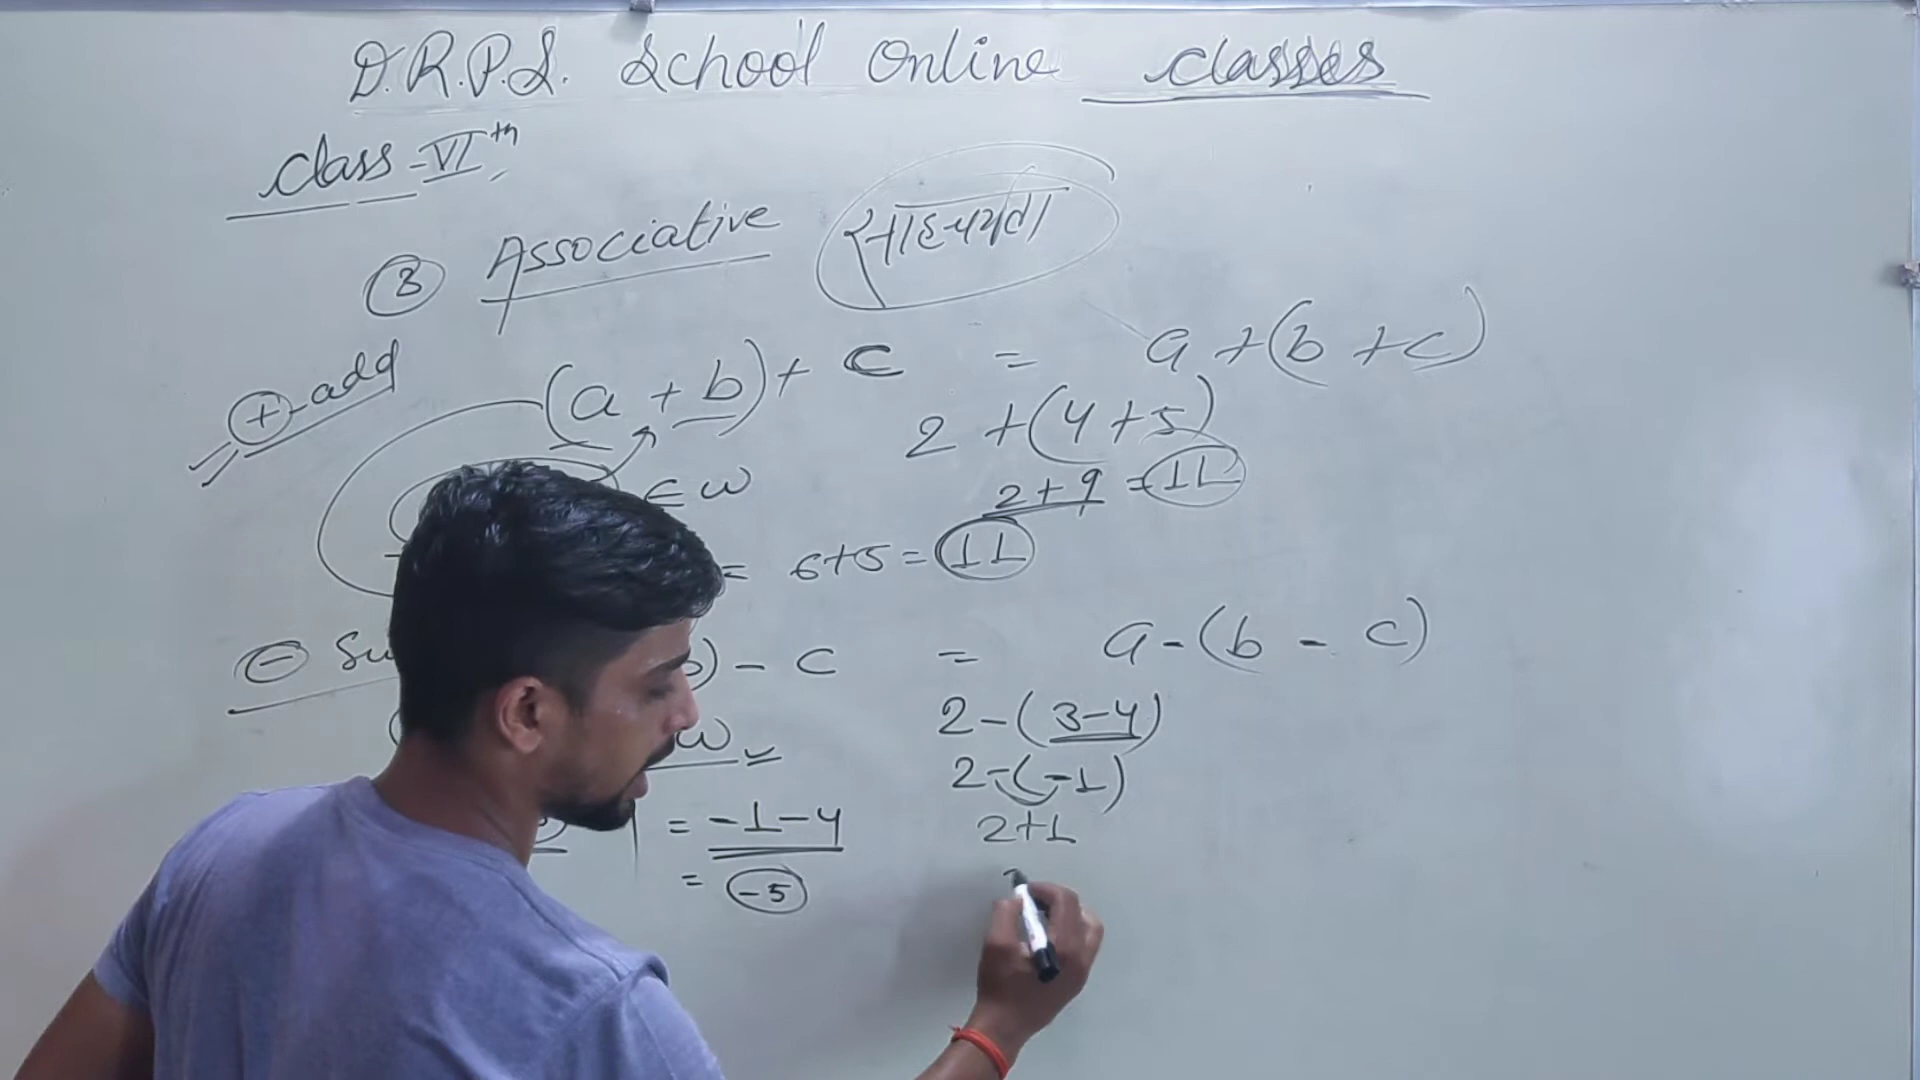 D.R.P.S. School Online classes
Class-VIth
③ Associative साहचर्यता
⊕-add
(a + b) + c = a + (b + c)
2 + (4 + 5)
∈ W
2 + 9 = 11
= 6+5 = 11
⊖ Su b) - c = a - (b - c)
2 - (3-4)
W
2 - (-1)
= -1-4
2+1
= -5